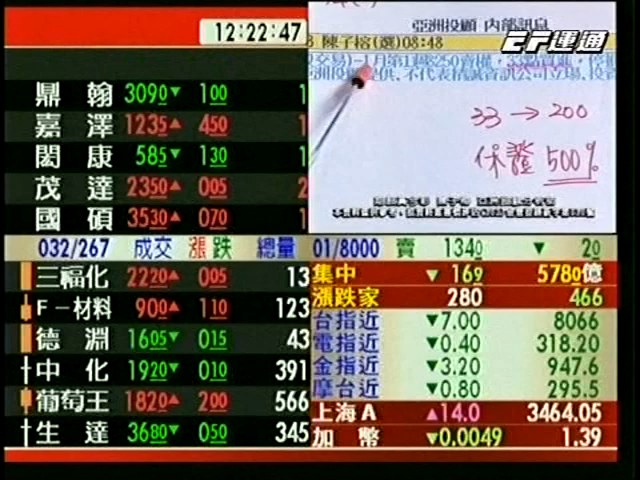 12:22:47
亞洲投顧 內部訊息
陳子榕(選)08:48
EF運通
33 → 200
保證 500%
鼎翰 3090▼ 100 1
嘉澤 1235▲ 450 1
閎康 585▼ 130 1
茂達 2350▲ 005 2
國碩 3530▲ 070 1
032/267 成交 漲跌 總量
三福化 2220▲ 005 13
F－材料 900▲ 110 123
德淵 1605▼ 015 43
中化 1920▼ 010 391
葡萄王 1820▲ 200 566
生達 3680▼ 050 345
01/8000 賣 1340 ▼ 20
集中 ▼ 169 5780億
漲跌家 280 466
台指近 ▼7.00 8066
電指近 ▼0.40 318.20
金指近 ▼3.20 947.6
摩台近 ▼0.80 295.5
上海A ▲14.0 3464.05
加幣 ▼0.0049 1.39